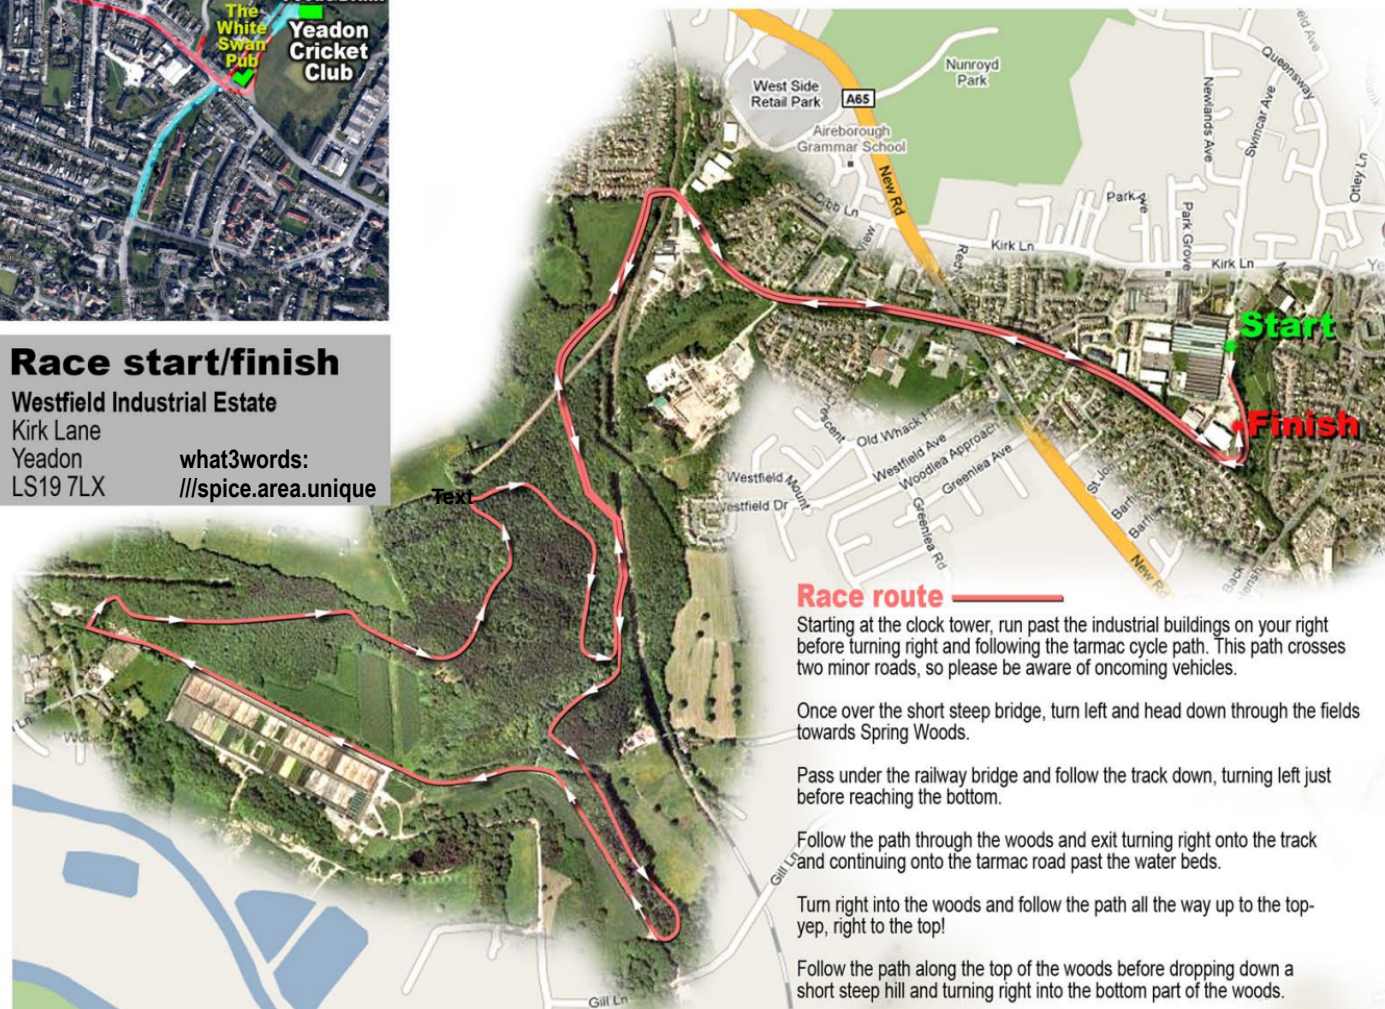 The
White
Swan
Pub
Yeadon
Cricket
Club
Race start/finish
Westfield Industrial Estate
Kirk Lane
Yeadon
LS19 7LX
what3words:
///spice.area.unique
Text
West Side
Retail Park
A65
Nunroyd
Park
Aireborough
Grammar School
New Rd
Dibb Ln
View
Red
Kirk Ln
Park Ave
Park Grove
Kirk Ln
Newlands Ave
Swincar Ave
Queensway
Otley Ln
Start
Finish
Old Whack
Westfield Ave
Woodlea Approach
Greenlea Ave
Westfield Mount
Westfield Dr
Greenlea Rd
New Rd
Back
Gill Ln
Gill Ln
Race route
Starting at the clock tower, run past the industrial buildings on your right
before turning right and following the tarmac cycle path. This path crosses
two minor roads, so please be aware of oncoming vehicles.
Once over the short steep bridge, turn left and head down through the fields
towards Spring Woods.
Pass under the railway bridge and follow the track down, turning left just
before reaching the bottom.
Follow the path through the woods and exit turning right onto the track
and continuing onto the tarmac road past the water beds.
Turn right into the woods and follow the path all the way up to the top-
yep, right to the top!
Follow the path along the top of the woods before dropping down a
short steep hill and turning right into the bottom part of the woods.